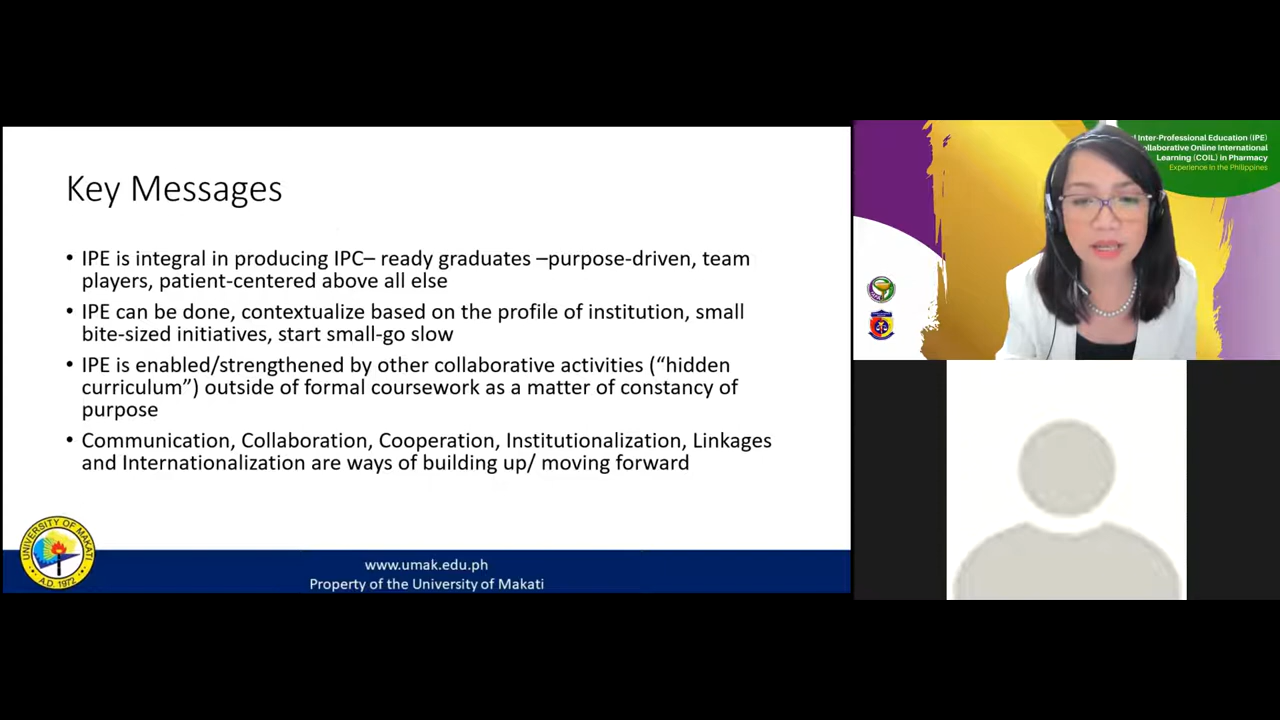 Key Messages
• IPE is integral in producing IPC– ready graduates –purpose-driven, team
players, patient-centered above all else
• IPE can be done, contextualize based on the profile of institution, small
bite-sized initiatives, start small-go slow
• IPE is enabled/strengthened by other collaborative activities (“hidden
curriculum”) outside of formal coursework as a matter of constancy of
purpose
• Communication, Collaboration, Cooperation, Institutionalization, Linkages
and Internationalization are ways of building up/ moving forward
UNIVERSITY OF MAKATI
A.D. 1972
www.umak.edu.ph
Property of the University of Makati
Inter-Professional Education (IPE)
Online International
Learning (COIL) in Pharmacy
Experience in the Philippines